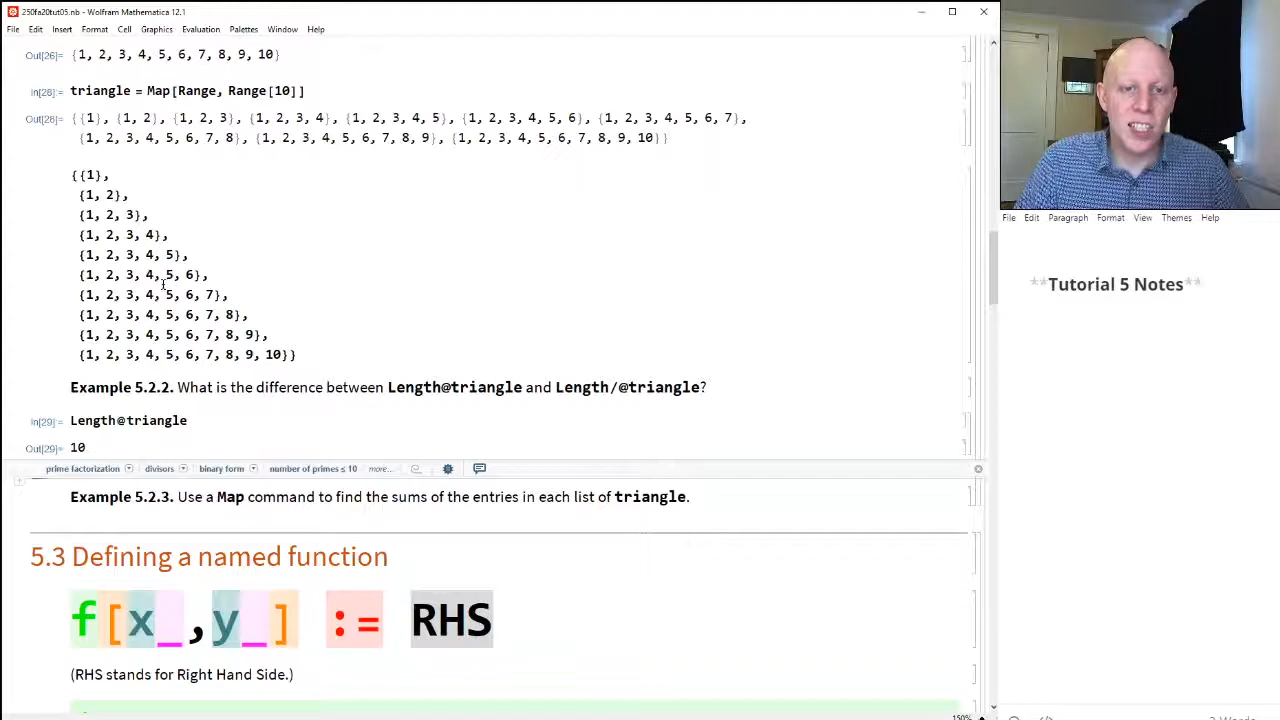 250fa20tut05.nb - Wolfram Mathematica 12.1
File Edit Insert Format Cell Graphics Evaluation Palettes Window Help
Out[26]= {1, 2, 3, 4, 5, 6, 7, 8, 9, 10}
In[28]:= triangle = Map[Range, Range[10]]
Out[28]= {{1}, {1, 2}, {1, 2, 3}, {1, 2, 3, 4}, {1, 2, 3, 4, 5}, {1, 2, 3, 4, 5, 6}, {1, 2, 3, 4, 5, 6, 7},
{1, 2, 3, 4, 5, 6, 7, 8}, {1, 2, 3, 4, 5, 6, 7, 8, 9}, {1, 2, 3, 4, 5, 6, 7, 8, 9, 10}}
{{1},
{1, 2},
{1, 2, 3},
{1, 2, 3, 4},
{1, 2, 3, 4, 5},
{1, 2, 3, 4, 5, 6},
{1, 2, 3, 4, 5, 6, 7},
{1, 2, 3, 4, 5, 6, 7, 8},
{1, 2, 3, 4, 5, 6, 7, 8, 9},
{1, 2, 3, 4, 5, 6, 7, 8, 9, 10}}
Example 5.2.2. What is the difference between Length@triangle and Length/@triangle?
In[29]:= Length@triangle
Out[29]= 10
prime factorization divisors binary form number of primes ≤ 10 more...
Example 5.2.3. Use a Map command to find the sums of the entries in each list of triangle.
5.3 Defining a named function
f[x_,y_] := RHS
(RHS stands for Right Hand Side.)
150%
File Edit Paragraph Format View Themes Help
**Tutorial 5 Notes**